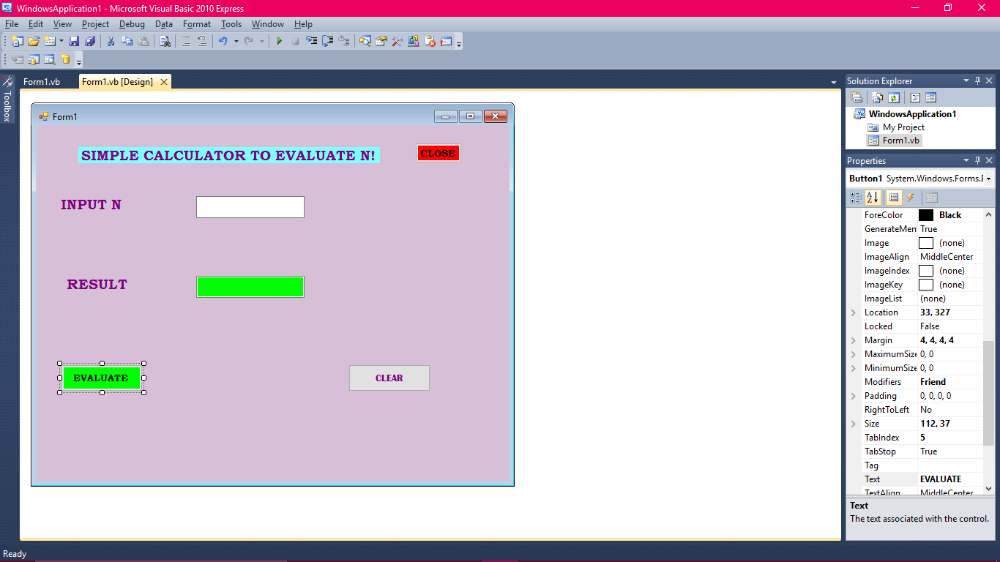 WindowsApplication1 - Microsoft Visual Basic 2010 Express
File Edit View Project Debug Data Format Tools Window Help
Toolbox
Form1.vb Form1.vb [Design]
Form1
SIMPLE CALCULATOR TO EVALUATE N!
CLOSE
INPUT N
RESULT
EVALUATE
CLEAR
Solution Explorer
WindowsApplication1
My Project
Form1.vb
Properties
Button1 System.Windows.Forms.B
ForeColor Black
GenerateMem True
Image (none)
ImageAlign MiddleCenter
ImageIndex (none)
ImageKey (none)
ImageList (none)
Location 33, 327
Locked False
Margin 4, 4, 4, 4
MaximumSize 0, 0
MinimumSize 0, 0
Modifiers Friend
Padding 0, 0, 0, 0
RightToLeft No
Size 112, 37
TabIndex 5
TabStop True
Tag
Text EVALUATE
TextAlign MiddleCenter
Text
The text associated with the control.
Ready